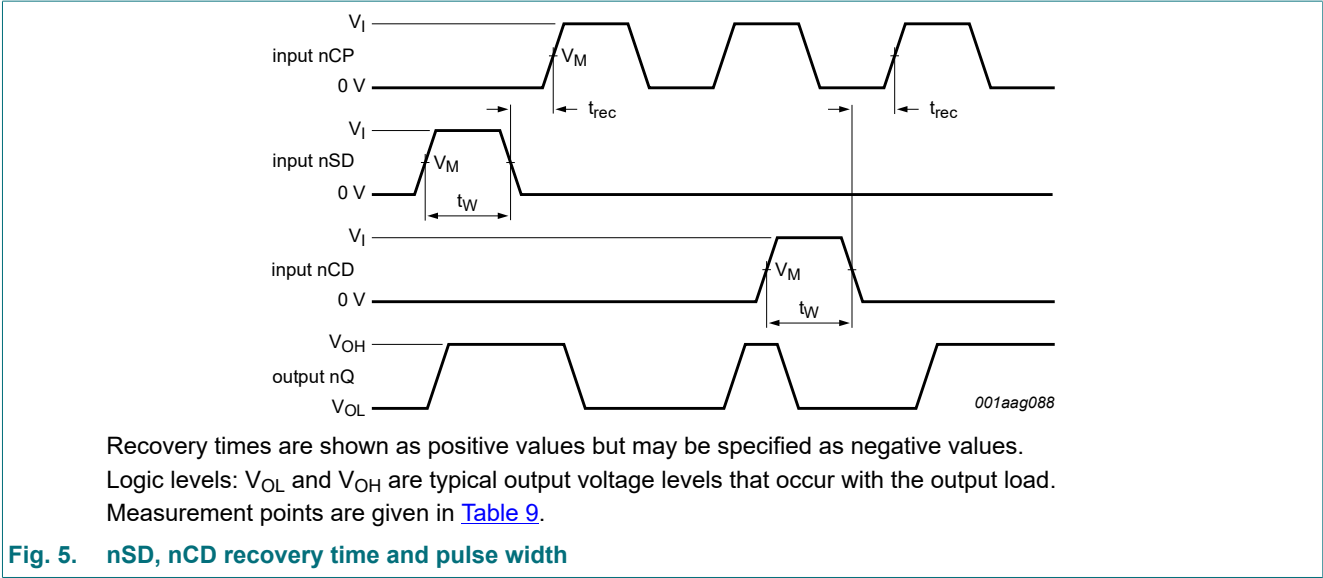 VI
input nCP
VM
0 V
trec
trec
VI
input nSD
VM
0 V
tW
VI
input nCD
VM
0 V
tW
VOH
output nQ
VOL
001aag088
Recovery times are shown as positive values but may be specified as negative values.
Logic levels: VOL and VOH are typical output voltage levels that occur with the output load.
Measurement points are given in Table 9.
Fig. 5. nSD, nCD recovery time and pulse width